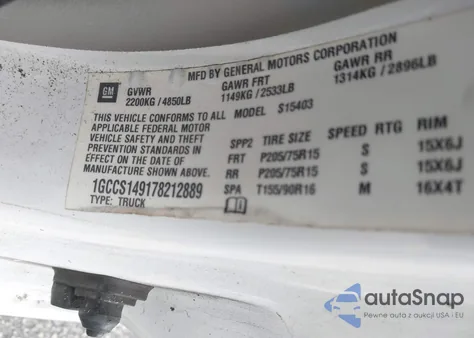 MFD BY GENERAL MOTORS CORPORATION
GM GVWR GAWR FRT GAWR RR
2200KG / 4850LB 1149KG / 2533LB 1314KG / 2896LB
THIS VEHICLE CONFORMS TO ALL MODEL S15403
APPLICABLE FEDERAL MOTOR
VEHICLE SAFETY AND THEFT
PREVENTION STANDARDS IN
EFFECT ON THE DATE OF
MANUFACTURE SHOWN ABOVE.
1GCCS149178212889
TYPE: TRUCK
SPP2 TIRE SIZE SPEED RTG RIM
FRT P205/75R15 S 15X6J
RR P205/75R15 S 15X6J
SPA T155/90R16 M 16X4T
autoSnap
Pewne auta z aukcji USA i EU